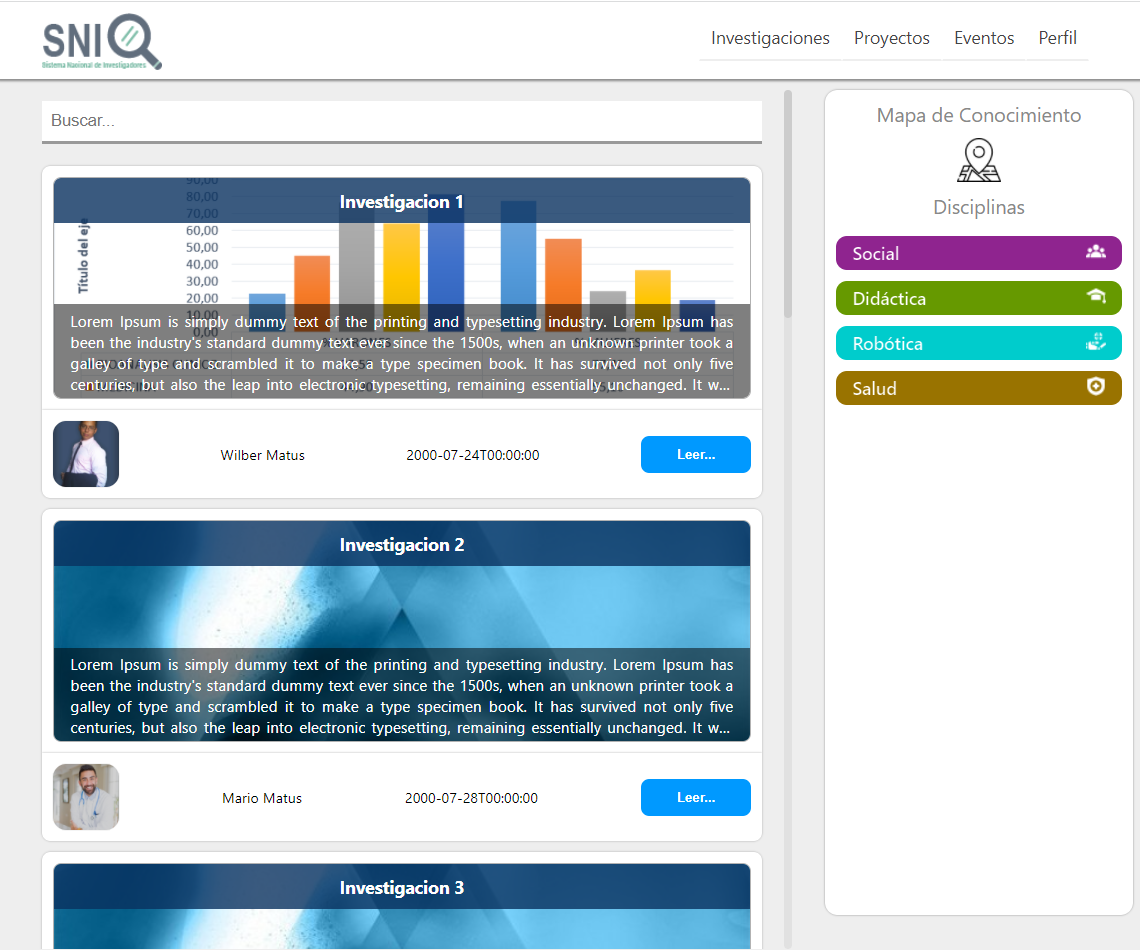 SNI
Sistema Nacional de Investigadores
Investigaciones
Proyectos
Eventos
Perfil
Buscar...
Investigacion 1
90,00
80,00
70,00
60,00
50,00
40,00
30,00
20,00
10,00
0,00
Título del eje
Lorem Ipsum is simply dummy text of the printing and typesetting industry. Lorem Ipsum has
been the industry's standard dummy text ever since the 1500s, when an unknown printer took a
galley of type and scrambled it to make a type specimen book. It has survived not only five
centuries, but also the leap into electronic typesetting, remaining essentially unchanged. It w...
Wilber Matus
2000-07-24T00:00:00
Leer...
Investigacion 2
Lorem Ipsum is simply dummy text of the printing and typesetting industry. Lorem Ipsum has
been the industry's standard dummy text ever since the 1500s, when an unknown printer took a
galley of type and scrambled it to make a type specimen book. It has survived not only five
centuries, but also the leap into electronic typesetting, remaining essentially unchanged. It w...
Mario Matus
2000-07-28T00:00:00
Leer...
Investigacion 3
Mapa de Conocimiento
Disciplinas
Social
Didáctica
Robótica
Salud